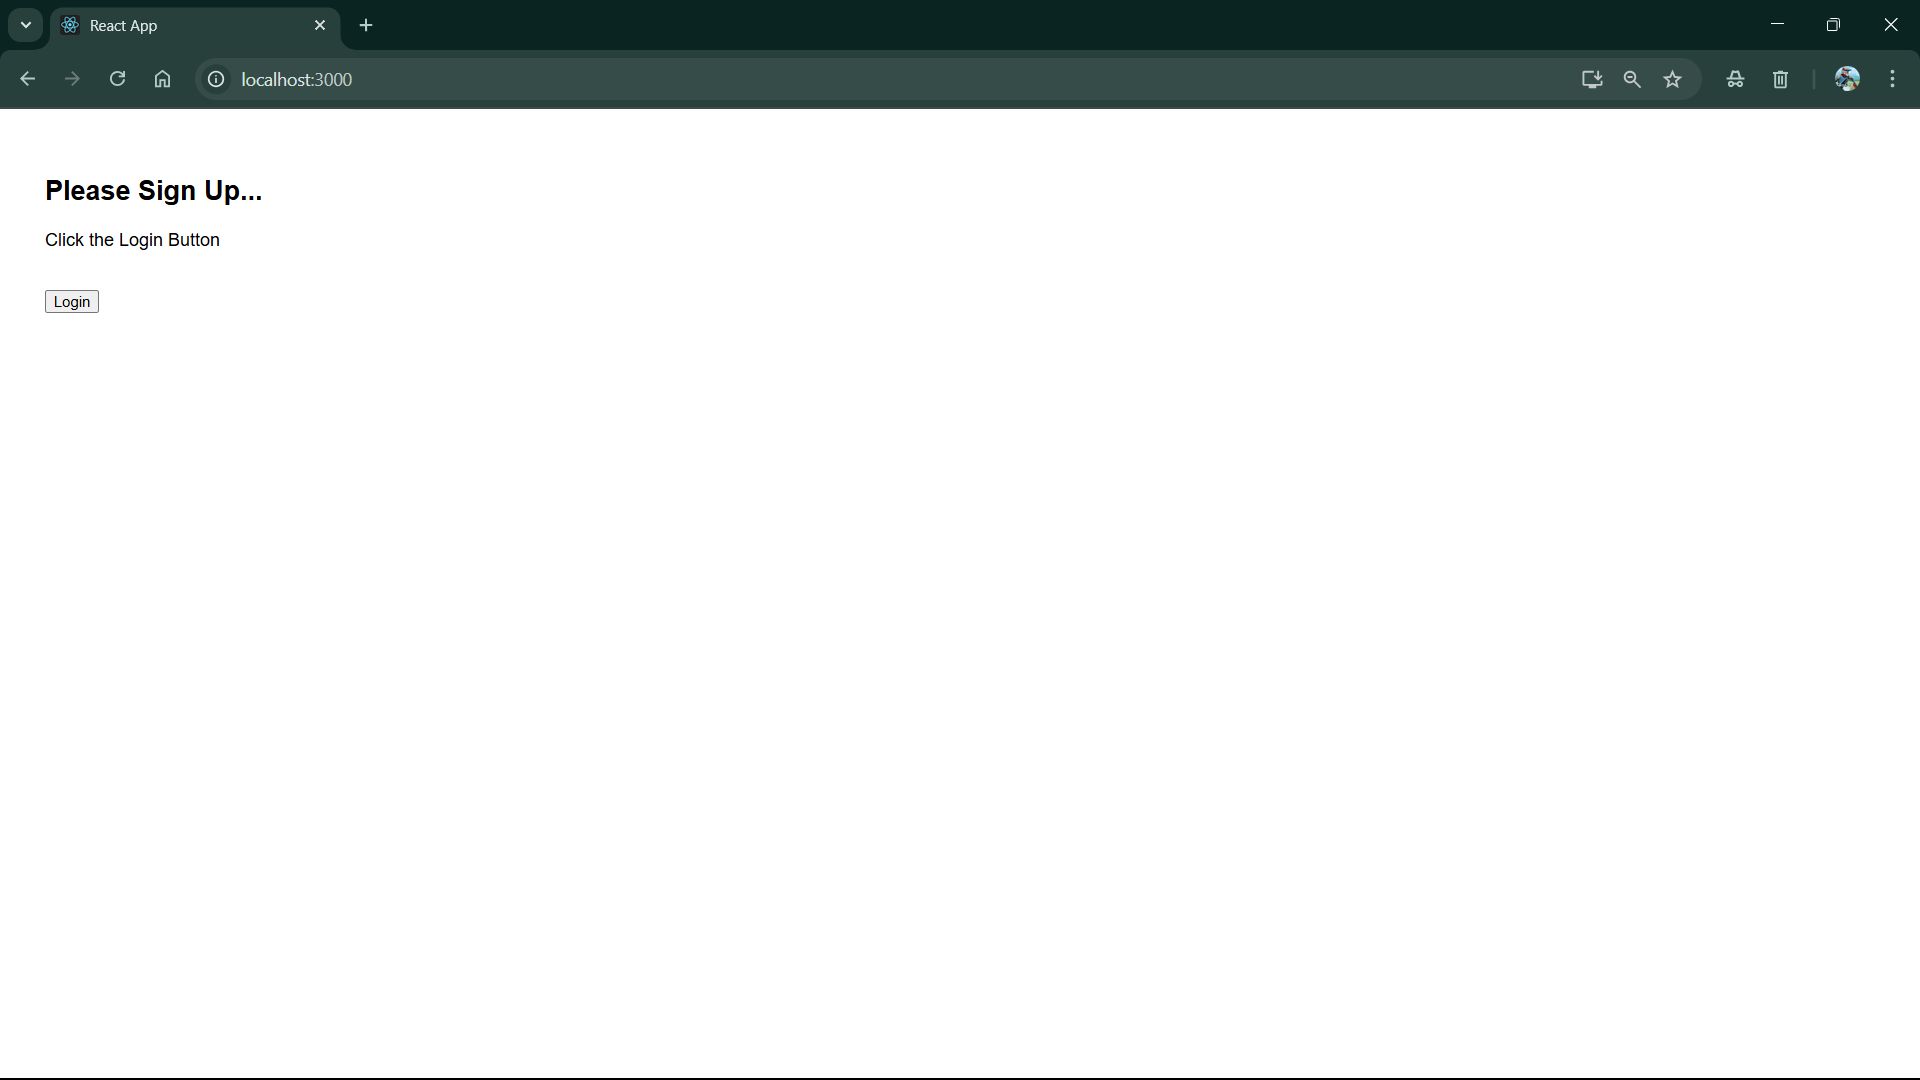 React App
localhost:3000
Please Sign Up...
Click the Login Button
Login